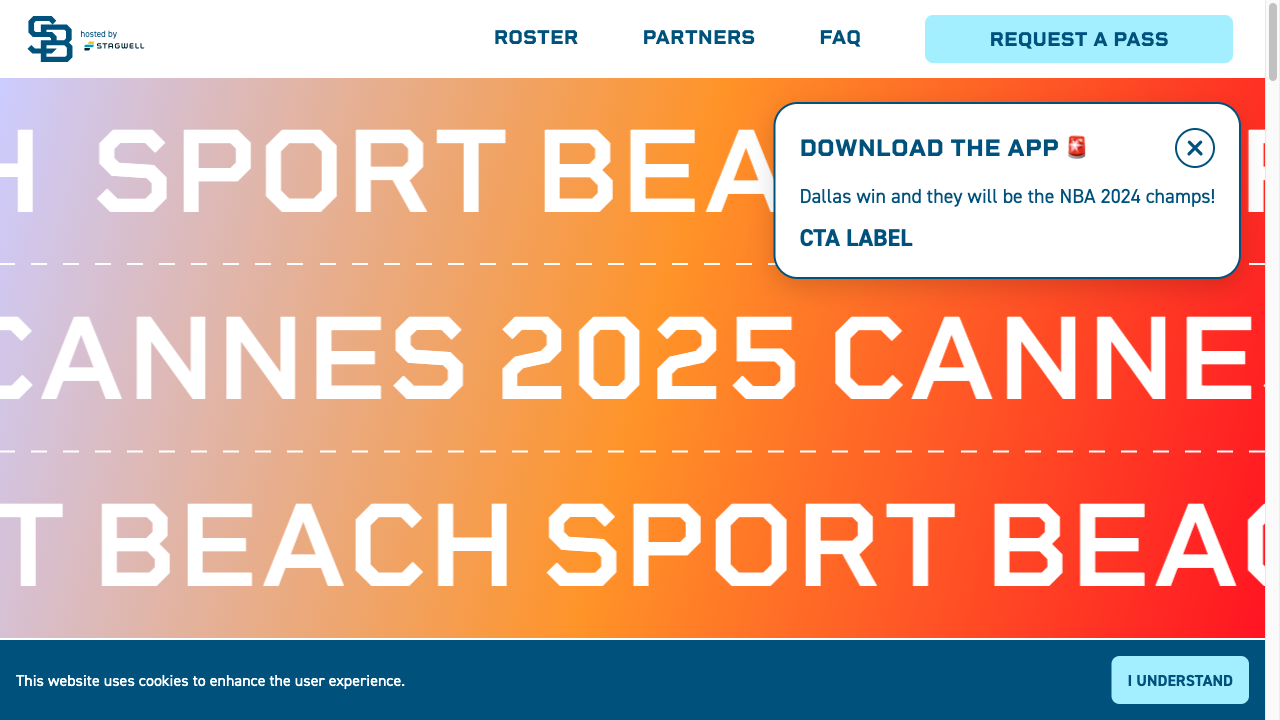 SB
hosted by
STAGWELL
ROSTER
PARTNERS
FAQ
REQUEST A PASS
H SPORT BEA
DOWNLOAD THE APP 🚨
Dallas win and they will be the NBA 2024 champs!
CTA LABEL
CANNES 2025 CANNES
T BEACH SPORT BEAC
This website uses cookies to enhance the user experience.
I UNDERSTAND